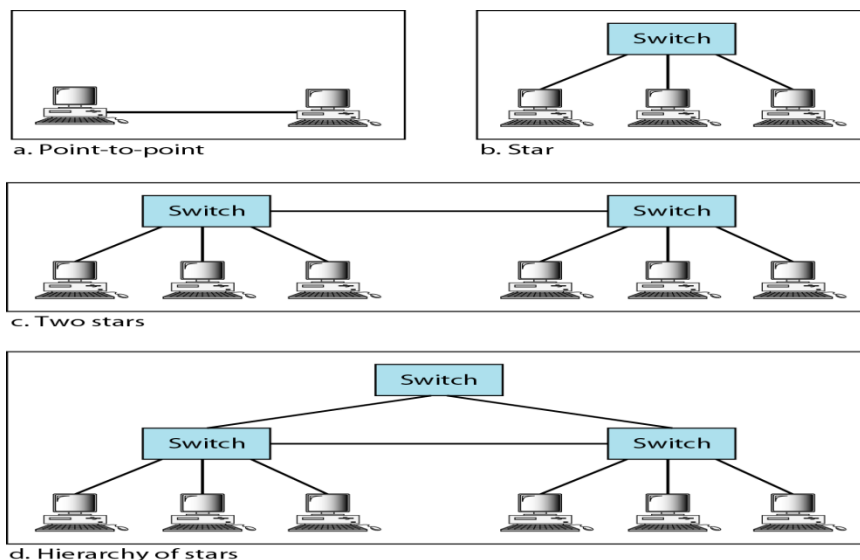 Switch
a. Point-to-point
b. Star
Switch
Switch
c. Two stars
Switch
Switch
Switch
d. Hierarchy of stars